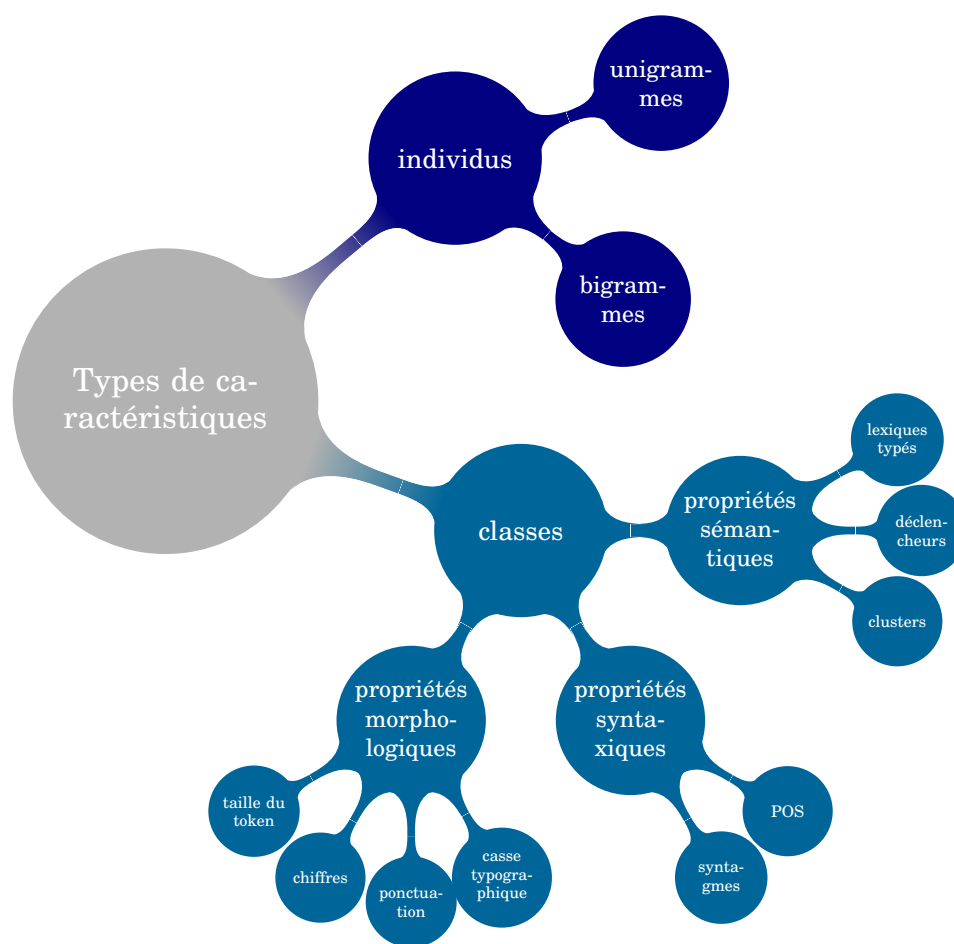 unigram-
mes
individus
bigram-
mes
Types de ca-
ractéristiques
classes
propriétés
séman-
tiques
lexiques
typés
déclen-
cheurs
clusters
propriétés
morpho-
logiques
propriétés
synta-
xiques
taille du
token
chiffres
ponctua-
tion
casse
typogra-
phique
synta-
gmes
POS